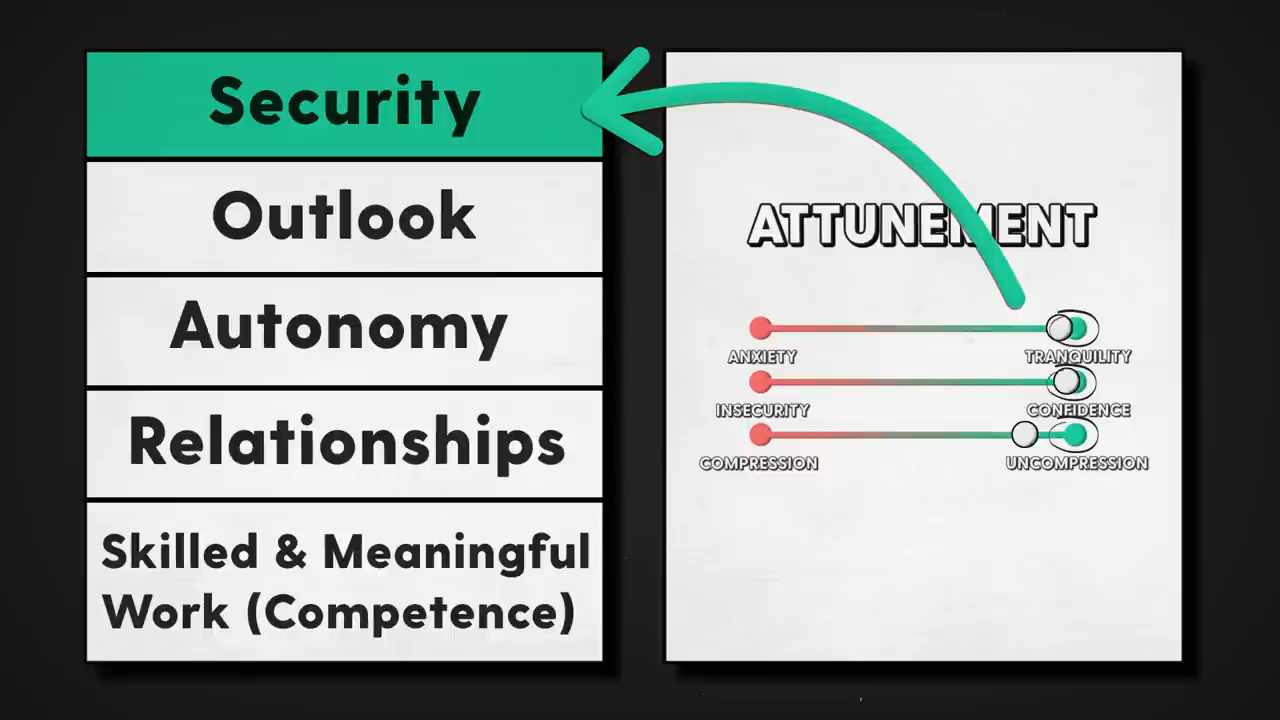 Security
Outlook
Autonomy
Relationships
Skilled & Meaningful
Work (Competence)
ATTUNEMENT
ANXIETY
TRANQUILITY
INSECURITY
CONFIDENCE
COMPRESSION
UNCOMPRESSION